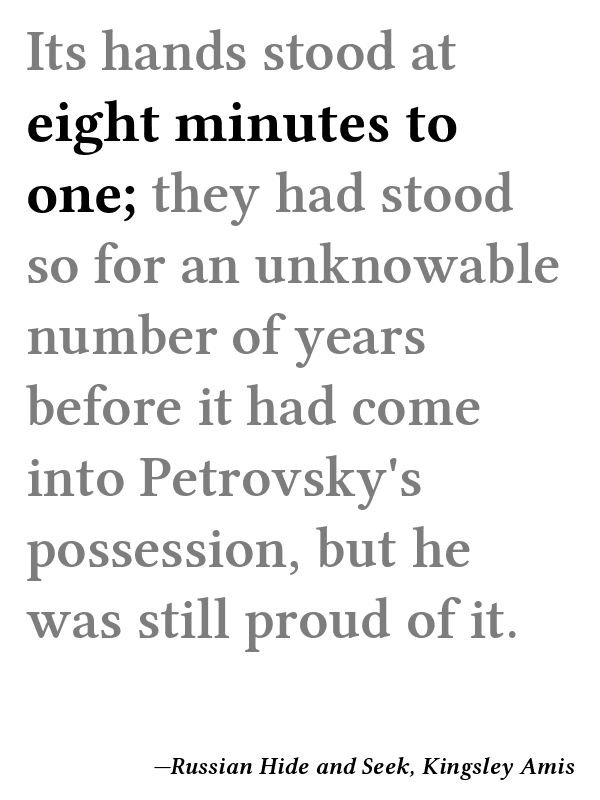 Its hands stood at
eight minutes to
one; they had stood
so for an unknowable
number of years
before it had come
into Petrovsky's
possession, but he
was still proud of it.
—Russian Hide and Seek, Kingsley Amis